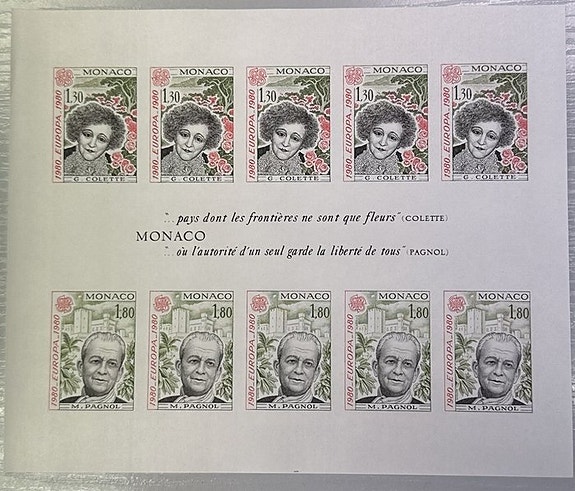 MONACO MONACO MONACO MONACO MONACO
1,30 1,30 1,30 1,30 1,30
1980. EUROPA. 1980 1980. EUROPA. 1980 1980. EUROPA. 1980 1980. EUROPA. 1980 1980. EUROPA. 1980
G. COLETTE G. COLETTE G. COLETTE G. COLETTE G. COLETTE
"...pays dont les frontières ne sont que fleurs" (COLETTE)
MONACO
"...où l'autorité d'un seul garde la liberté de tous" (PAGNOL)
MONACO MONACO MONACO MONACO MONACO
1,80 1,80 1,80 1,80 1,80
1980. EUROPA. 1980 1980. EUROPA. 1980 1980. EUROPA. 1980 1980. EUROPA. 1980 1980. EUROPA. 1980
M. PAGNOL M. PAGNOL M. PAGNOL M. PAGNOL M. PAGNOL